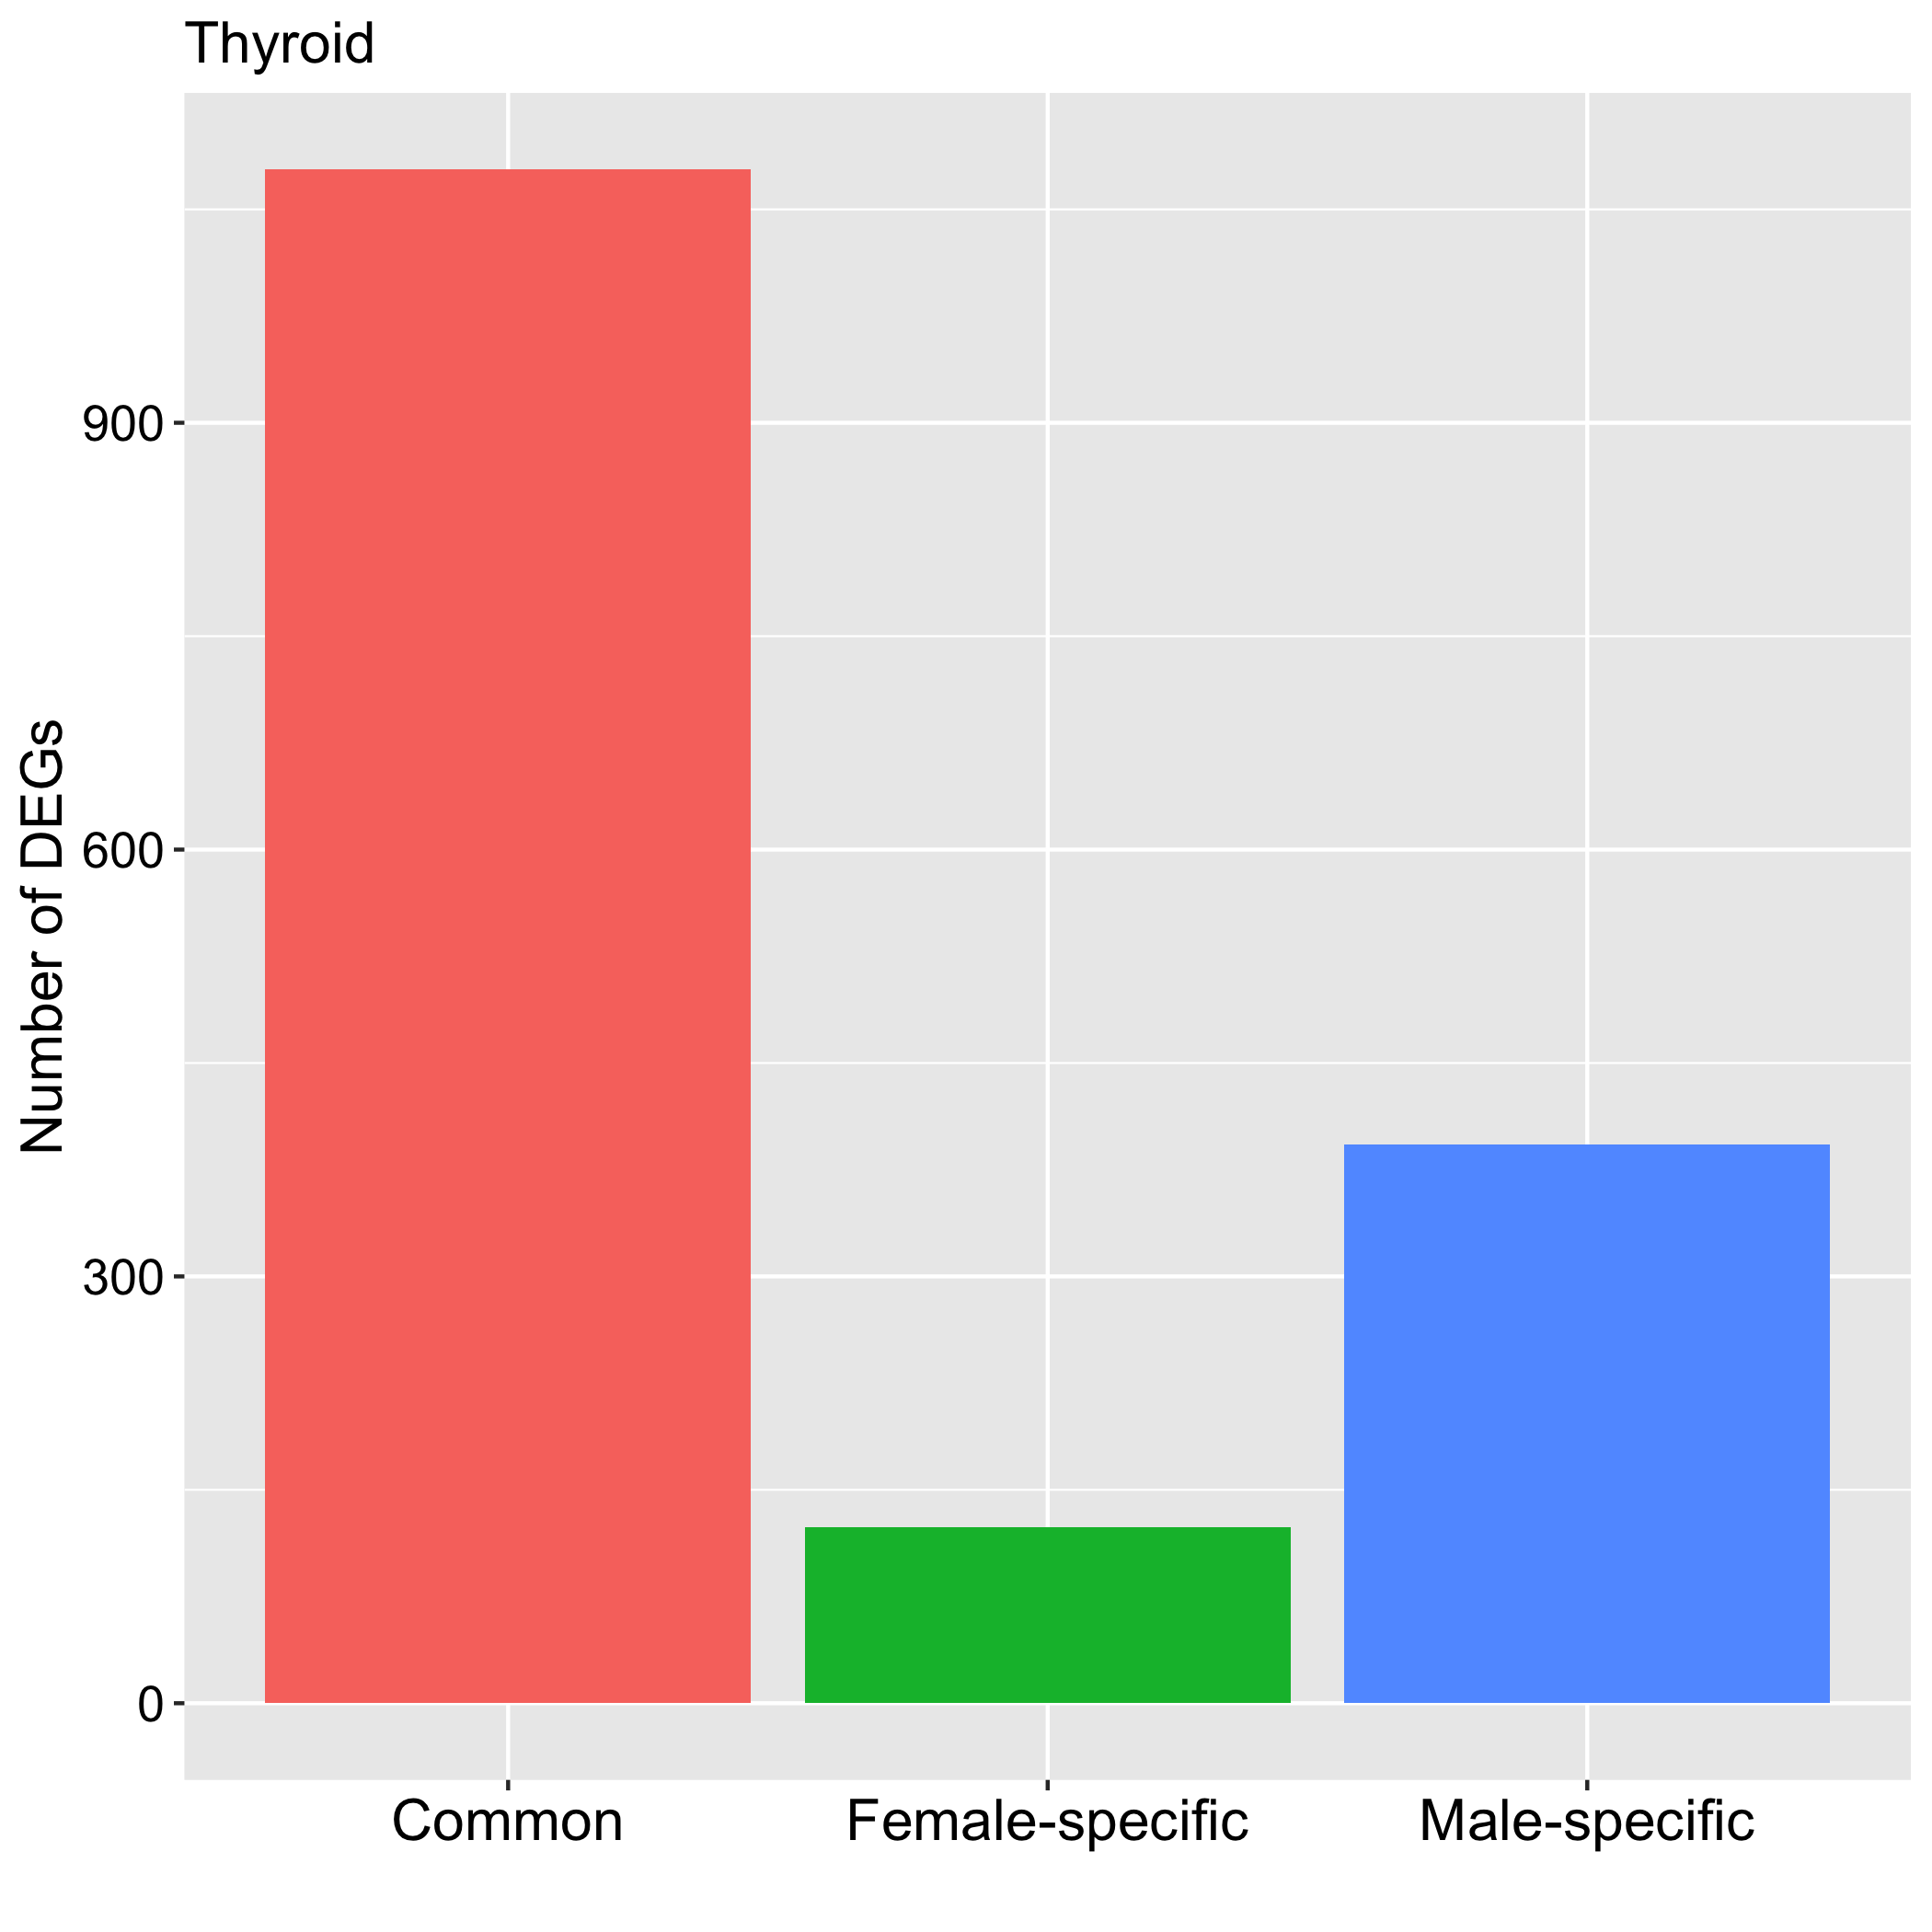 Thyroid
Number of DEGs
900
600
300
0
Common
Female-specific
Male-specific